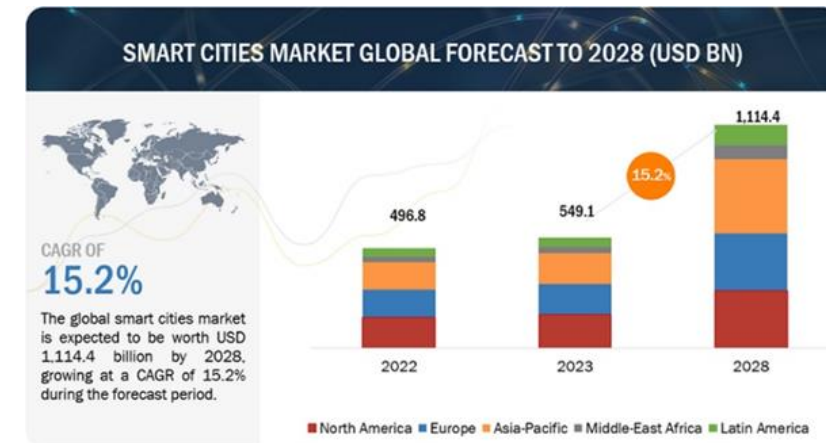 SMART CITIES MARKET GLOBAL FORECAST TO 2028 (USD BN)
CAGR OF
15.2%
The global smart cities market
is expected to be worth USD
1,114.4 billion by 2028,
growing at a CAGR of 15.2%
during the forecast period.
496.8
549.1
15.2%
1,114.4
2022
2023
2028
North America Europe Asia-Pacific Middle-East Africa Latin America